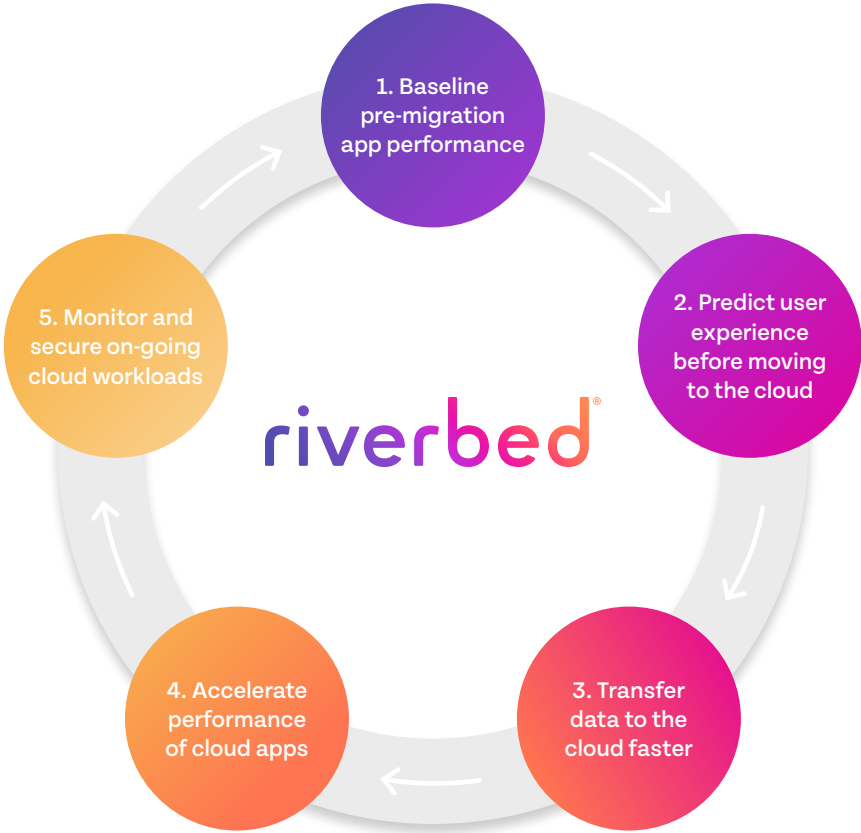 1. Baseline
pre-migration
app performance
2. Predict user
experience
before moving
to the cloud
3. Transfer
data to the
cloud faster
4. Accelerate
performance
of cloud apps
5. Monitor and
secure on-going
cloud workloads
riverbed®